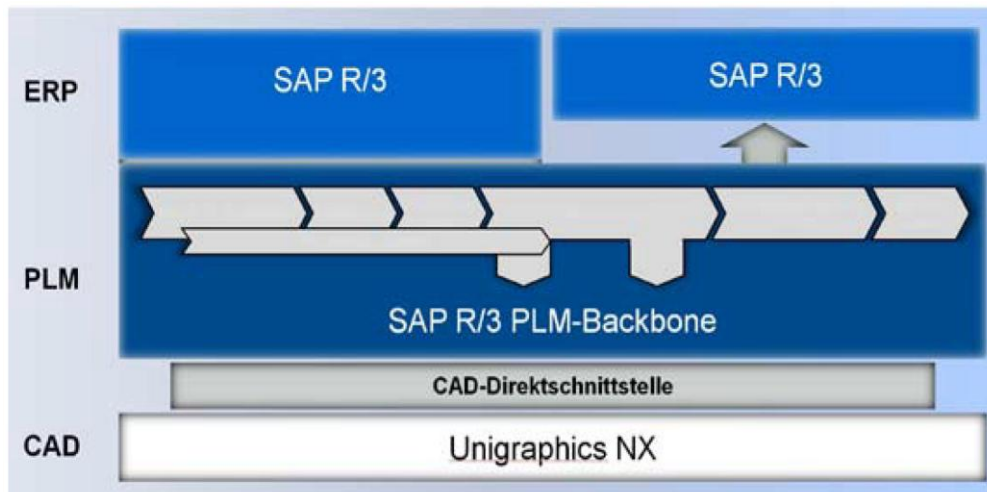 ERP
SAP R/3
SAP R/3
PLM
SAP R/3 PLM-Backbone
CAD-Direktschnittstelle
CAD
Unigraphics NX